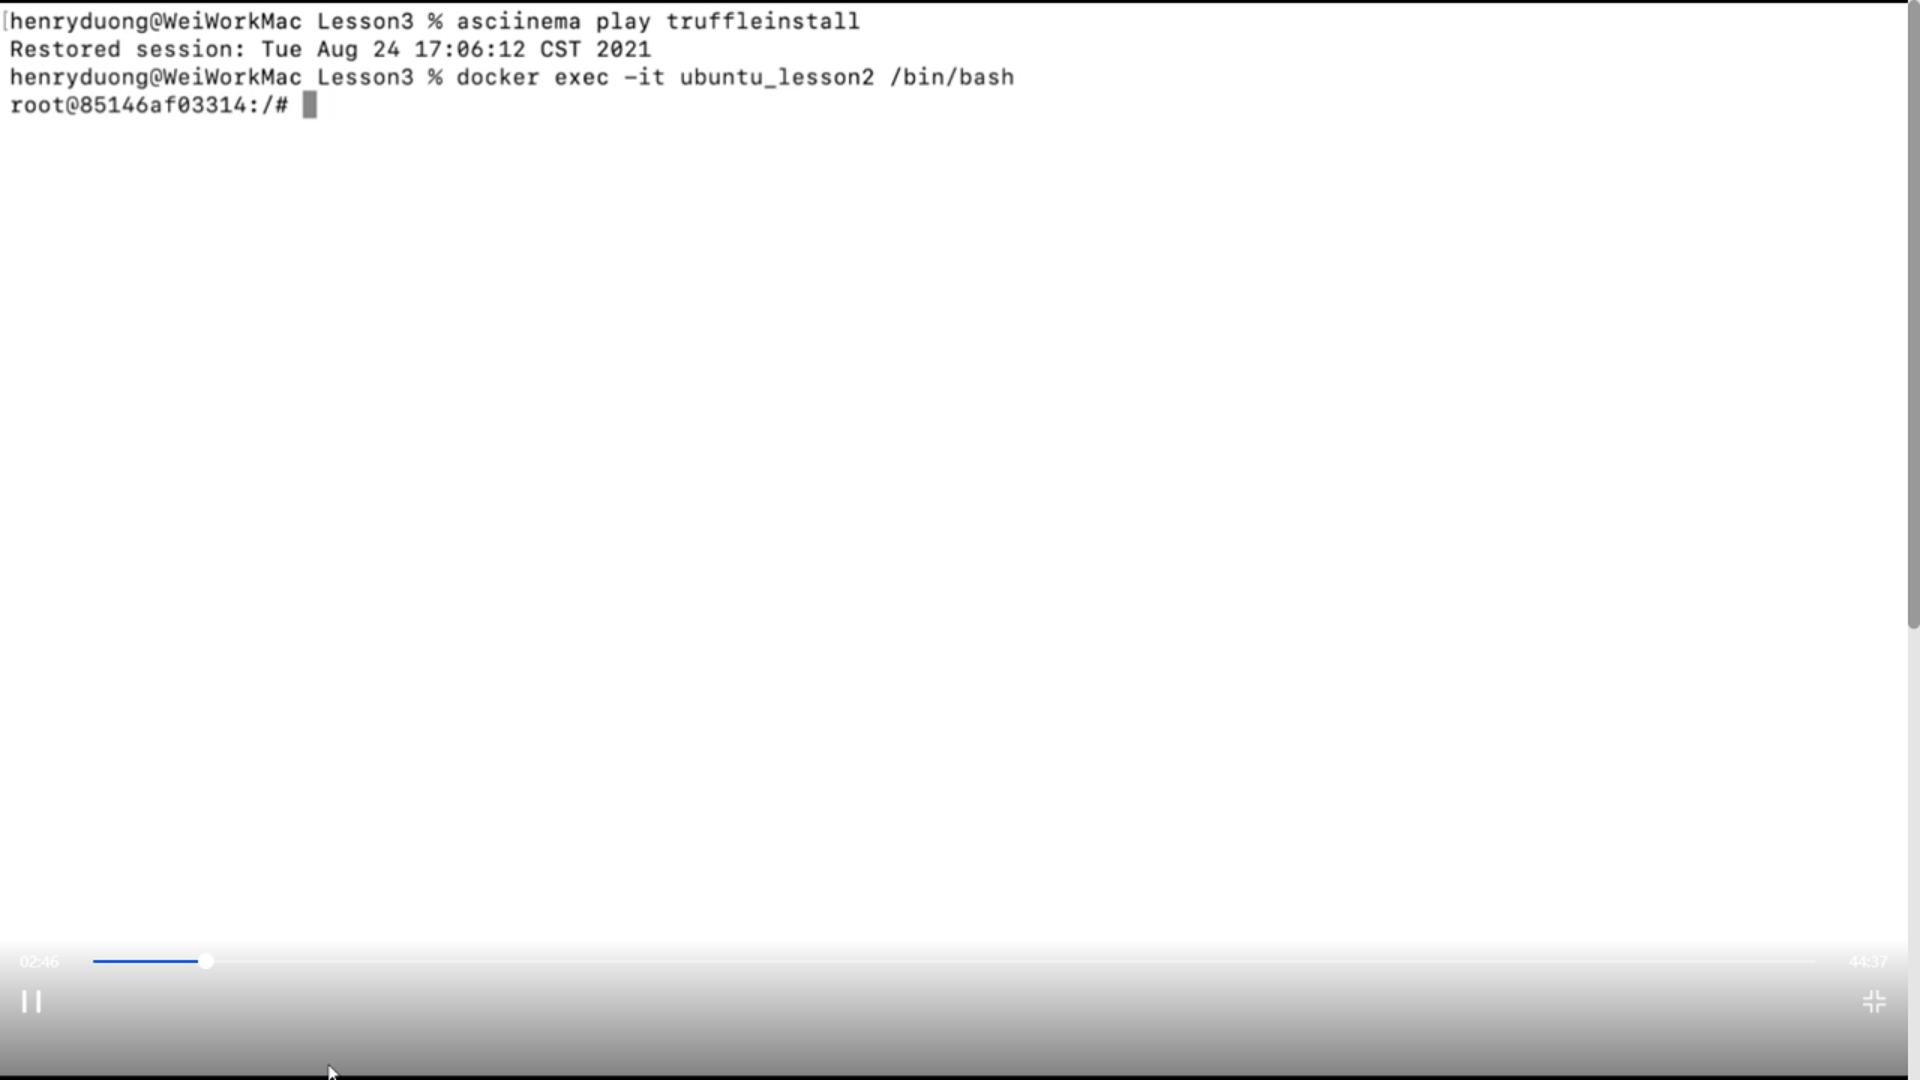 [henryduong@WeiWorkMac Lesson3 % asciinema play truffleinstall
Restored session: Tue Aug 24 17:06:12 CST 2021
henryduong@WeiWorkMac Lesson3 % docker exec -it ubuntu_lesson2 /bin/bash
root@85146af03314:/#
02:46
44:37